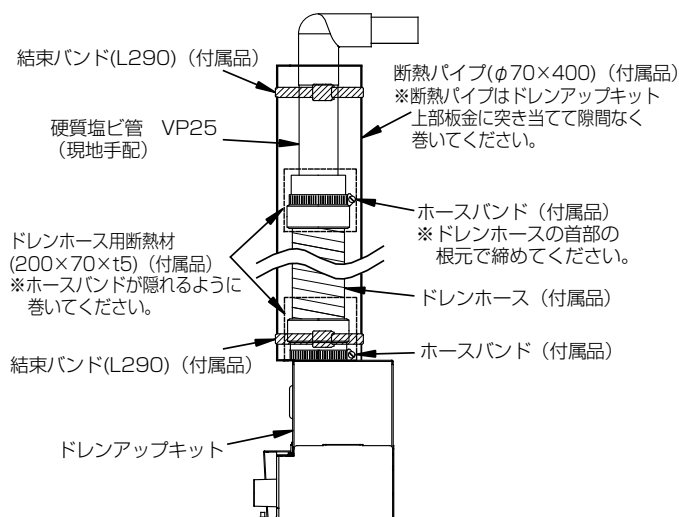 結束バンド(L290)（付属品）
硬質塩ビ管　VP25
（現地手配）
ドレンホース用断熱材
(200×70×t5)（付属品）
※ホースバンドが隠れるように
巻いてください。
結束バンド(L290)（付属品）
ドレンアップキット
断熱パイプ(φ70×400)（付属品）
※断熱パイプはドレンアップキット
上部板金に突き当てて隙間なく
巻いてください。
ホースバンド（付属品）
※ドレンホースの首部の
根元で締めてください。
ドレンホース（付属品）
ホースバンド（付属品）